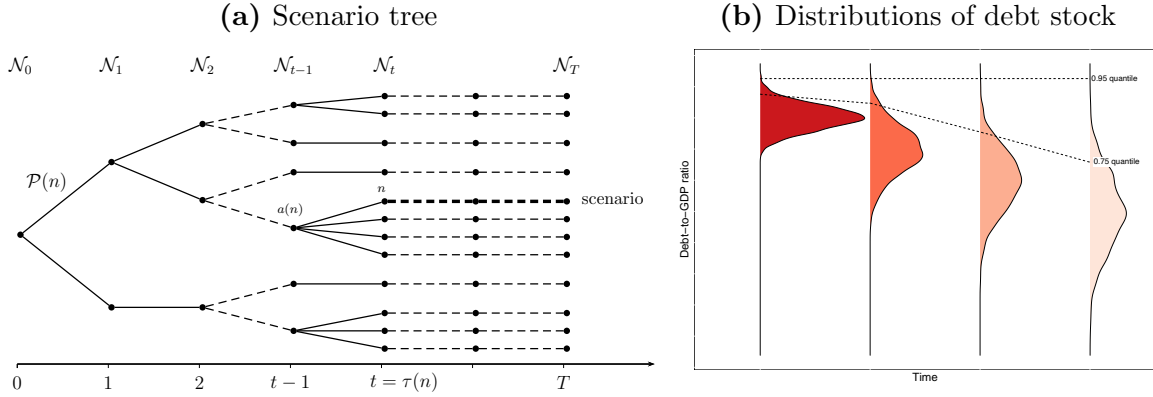 (a) Scenario tree
𝒩₀ 𝒩₁ 𝒩₂ 𝒩ₜ₋₁ 𝒩ₜ 𝒩_T
𝒫(n)
n
a(n)
scenario
0 1 2 t − 1 t = τ(n) T
(b) Distributions of debt stock
0.95 quantile
0.75 quantile
Debt−to−GDP ratio
Time